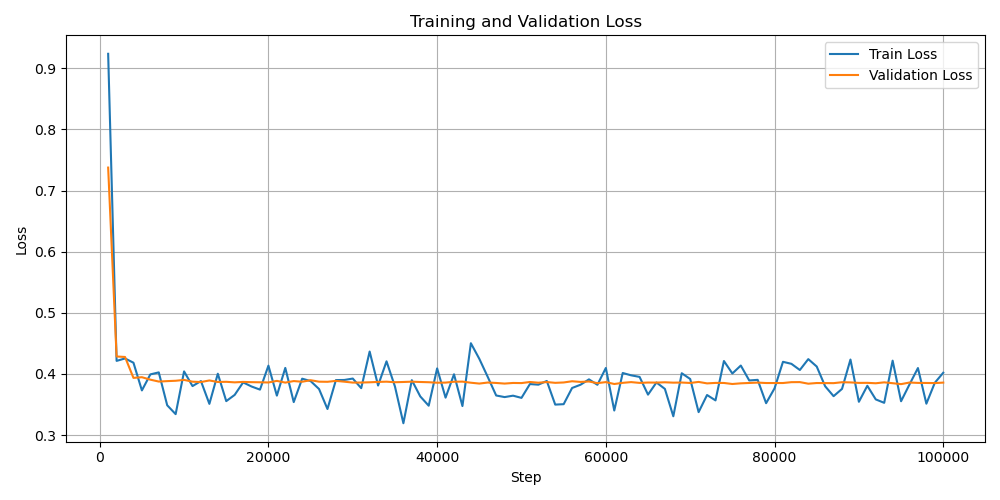 Training and Validation Loss
Train Loss
Validation Loss
0.9
0.8
0.7
0.6
0.5
0.4
0.3
Loss
0
20000
40000
60000
80000
100000
Step